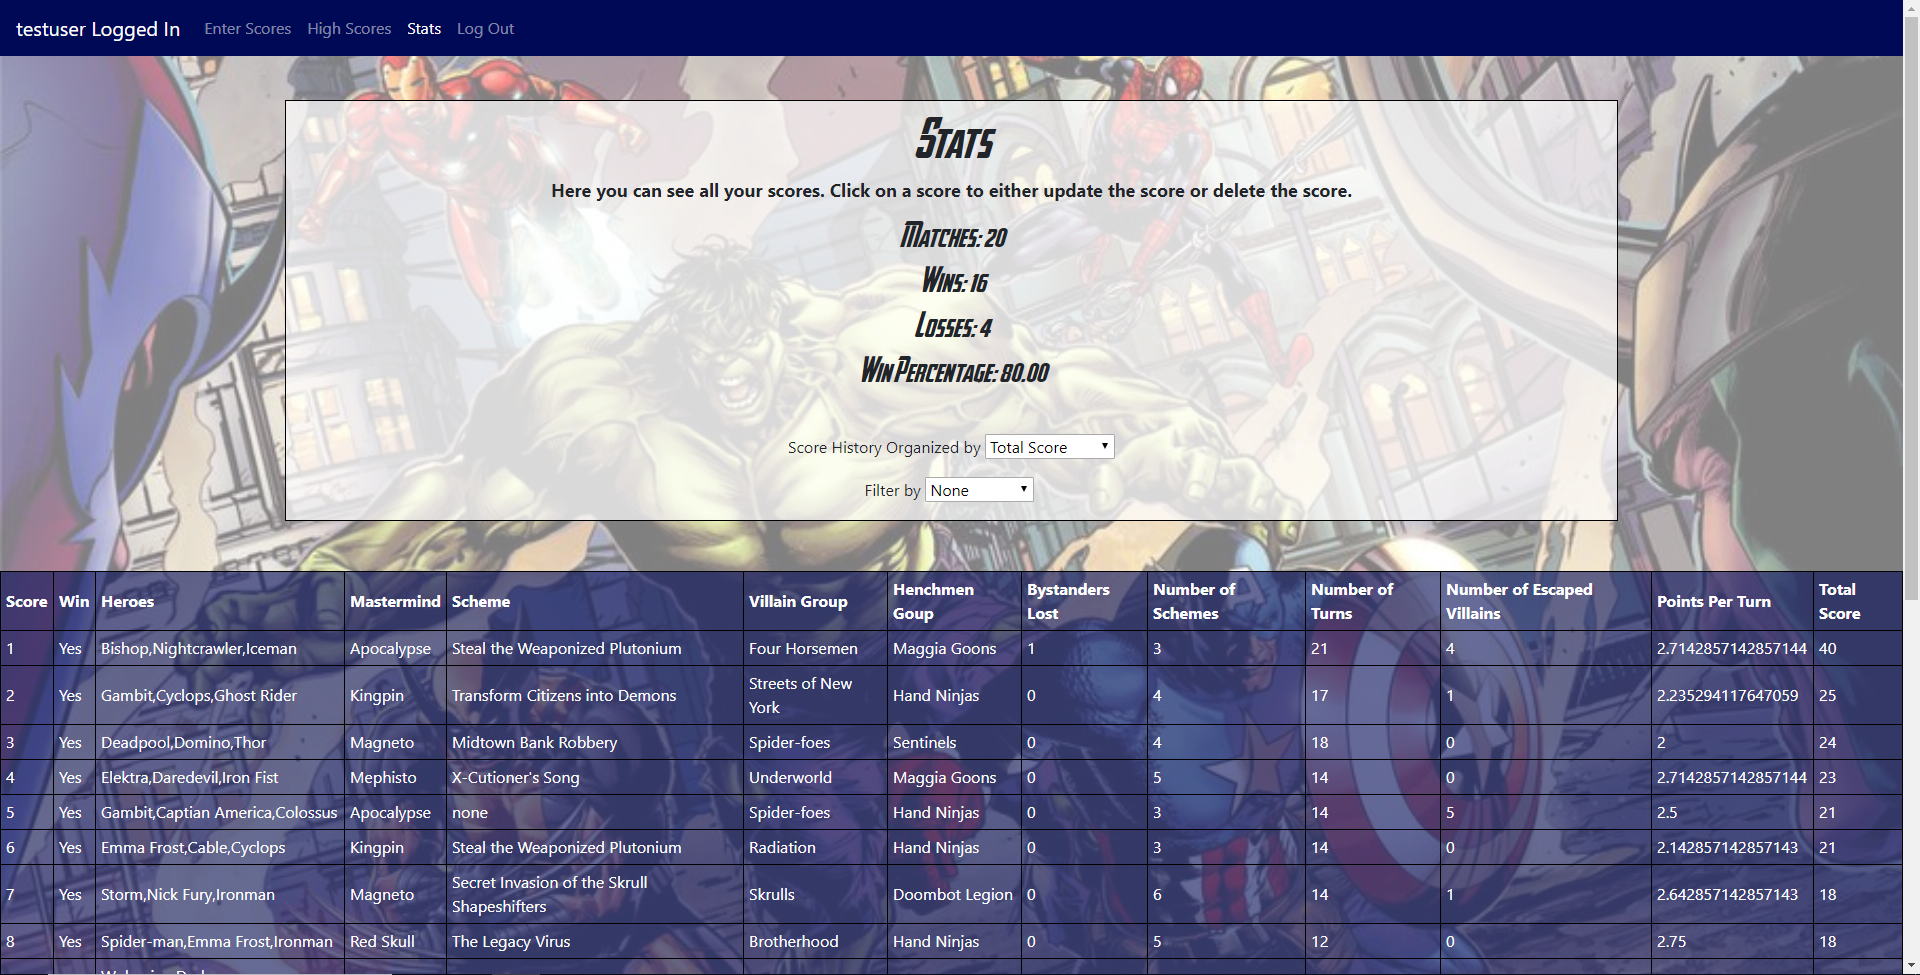 testuser Logged In Enter Scores High Scores Stats Log Out
Stats
Here you can see all your scores. Click on a score to either update the score or delete the score.
Matches: 20
Wins: 16
Losses: 4
Win Percentage: 80.00
Score History Organized by Total Score
Filter by None
Score Win Heroes Mastermind Scheme Villain Group Henchmen Goup Bystanders Lost Number of Schemes Number of Turns Number of Escaped Villains Points Per Turn Total Score
1 Yes Bishop,Nightcrawler,Iceman Apocalypse Steal the Weaponized Plutonium Four Horsemen Maggia Goons 1 3 21 4 2.7142857142857144 40
2 Yes Gambit,Cyclops,Ghost Rider Kingpin Transform Citizens into Demons Streets of New York Hand Ninjas 0 4 17 1 2.235294117647059 25
3 Yes Deadpool,Domino,Thor Magneto Midtown Bank Robbery Spider-foes Sentinels 0 4 18 0 2 24
4 Yes Elektra,Daredevil,Iron Fist Mephisto X-Cutioner's Song Underworld Maggia Goons 0 5 14 0 2.7142857142857144 23
5 Yes Gambit,Captian America,Colossus Apocalypse none Spider-foes Hand Ninjas 0 3 14 5 2.5 21
6 Yes Emma Frost,Cable,Cyclops Kingpin Steal the Weaponized Plutonium Radiation Hand Ninjas 0 3 14 0 2.142857142857143 21
7 Yes Storm,Nick Fury,Ironman Magneto Secret Invasion of the Skrull Shapeshifters Skrulls Doombot Legion 0 6 14 1 2.642857142857143 18
8 Yes Spider-man,Emma Frost,Ironman Red Skull The Legacy Virus Brotherhood Hand Ninjas 0 5 12 0 2.75 18